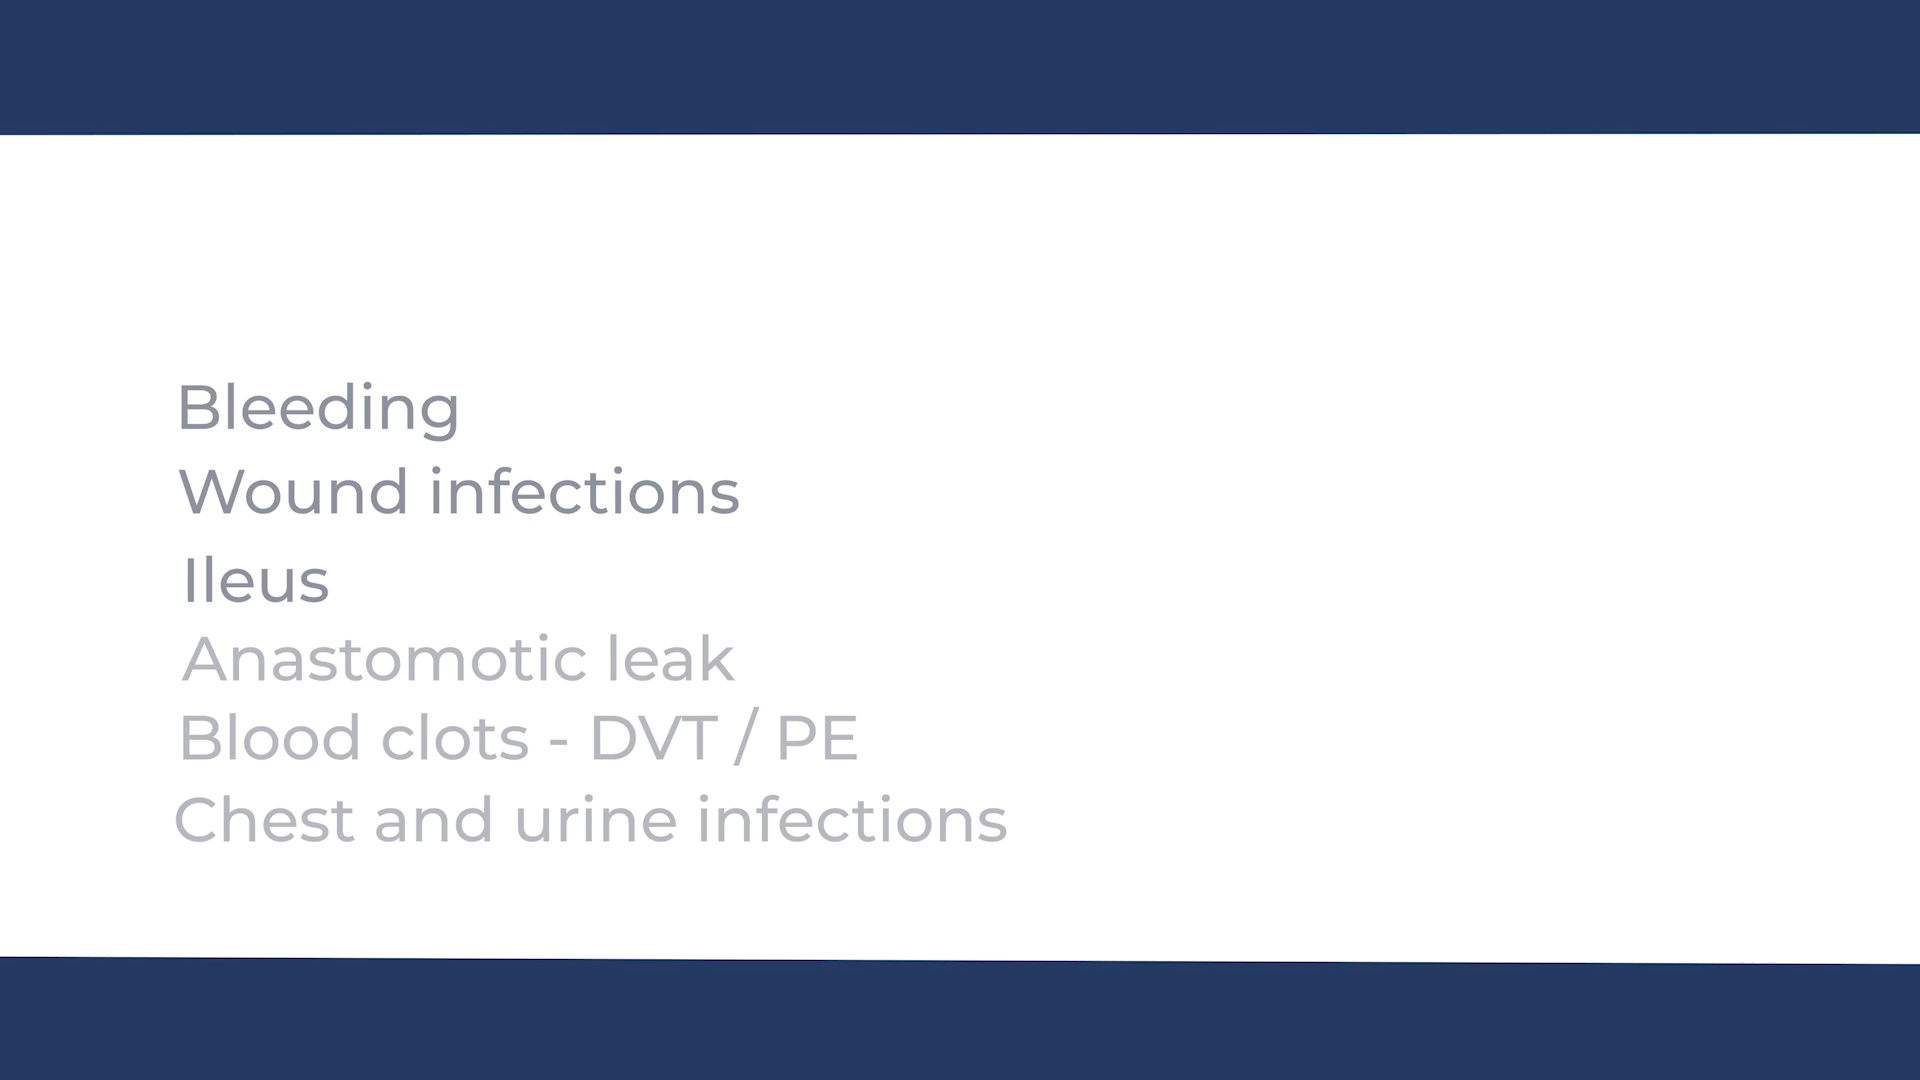 Bleeding
Wound infections
Ileus
Anastomotic leak
Blood clots - DVT / PE
Chest and urine infections